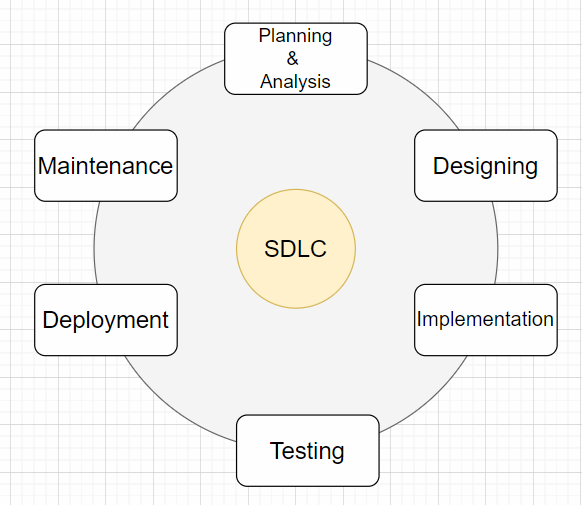 Planning
&
Analysis
Maintenance
Designing
SDLC
Deployment
Implementation
Testing